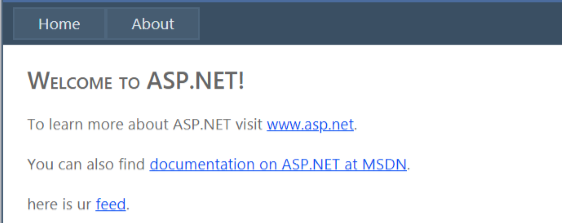 Home About
Welcome to ASP.NET!
To learn more about ASP.NET visit www.asp.net.
You can also find documentation on ASP.NET at MSDN.
here is ur feed.